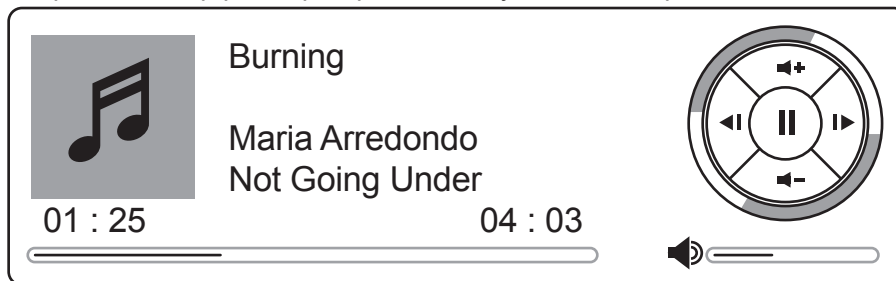 Burning
Maria Arredondo
Not Going Under
01 : 25
04 : 03